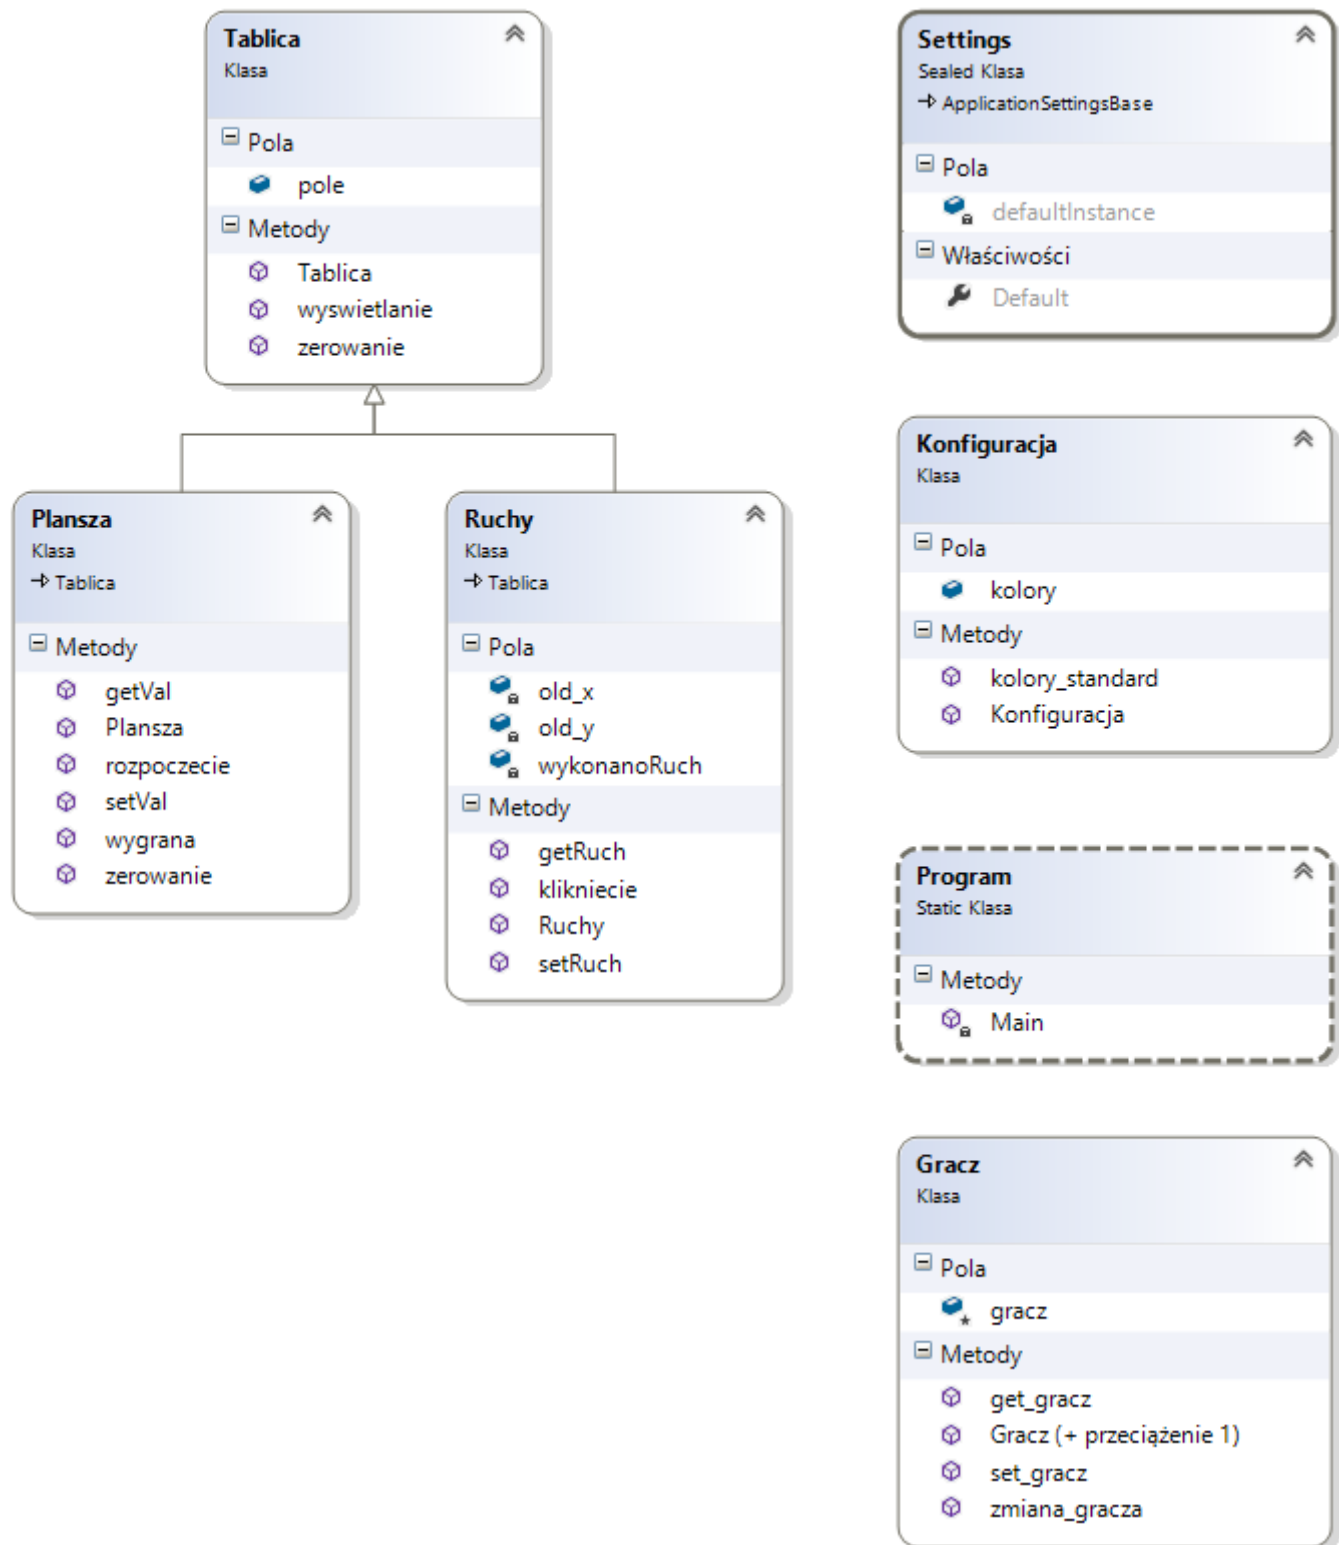 Tablica
Klasa
Pola
pole
Metody
Tablica
wyswietlanie
zerowanie
Plansza
Klasa
Tablica
Metody
getVal
Plansza
rozpoczecie
setVal
wygrana
zerowanie
Ruchy
Klasa
Tablica
Pola
old_x
old_y
wykonanoRuch
Metody
getRuch
klikniecie
Ruchy
setRuch
Settings
Sealed Klasa
ApplicationSettingsBase
Pola
defaultInstance
Właściwości
Default
Konfiguracja
Klasa
Pola
kolory
Metody
kolory_standard
Konfiguracja
Program
Static Klasa
Metody
Main
Gracz
Klasa
Pola
gracz
Metody
get_gracz
Gracz (+ przeciążenie 1)
set_gracz
zmiana_gracza